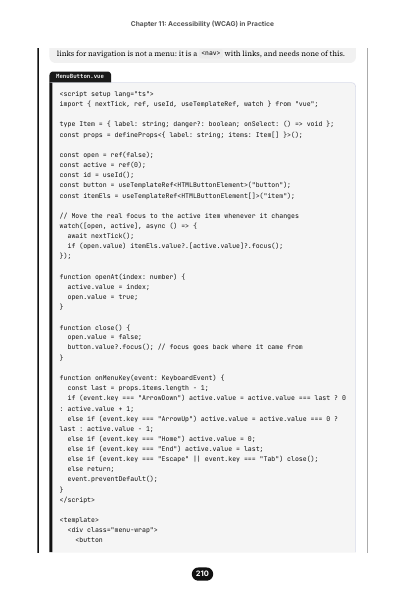 Chapter 11: Accessibility (WCAG) in Practice
links for navigation is not a menu: it is a <nav> with links, and needs none of this.
MenuButton.vue
<script setup lang="ts">
import { nextTick, ref, useId, useTemplateRef, watch } from "vue";

type Item = { label: string; danger?: boolean; onSelect: () => void };
const props = defineProps<{ label: string; items: Item[] }>();

const open = ref(false);
const active = ref(0);
const id = useId();
const button = useTemplateRef<HTMLButtonElement>("button");
const itemEls = useTemplateRef<HTMLButtonElement[]>("item");

// Move the real focus to the active item whenever it changes
watch([open, active], async () => {
  await nextTick();
  if (open.value) itemEls.value?.[active.value]?.focus();
});

function openAt(index: number) {
  active.value = index;
  open.value = true;
}

function close() {
  open.value = false;
  button.value?.focus(); // focus goes back where it came from
}

function onMenuKey(event: KeyboardEvent) {
  const last = props.items.length - 1;
  if (event.key === "ArrowDown") active.value = active.value === last ? 0
: active.value + 1;
  else if (event.key === "ArrowUp") active.value = active.value === 0 ?
last : active.value - 1;
  else if (event.key === "Home") active.value = 0;
  else if (event.key === "End") active.value = last;
  else if (event.key === "Escape" || event.key === "Tab") close();
  else return;
  event.preventDefault();
}
</script>

<template>
  <div class="menu-wrap">
    <button
210